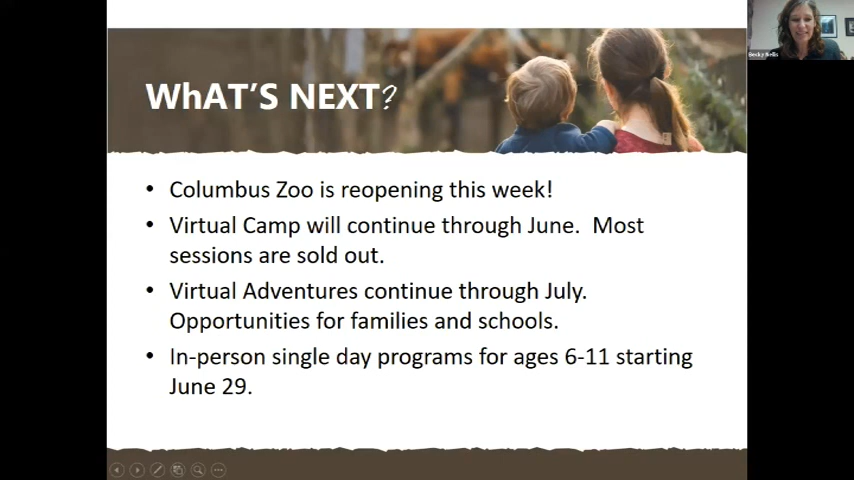 WhAT'S NEXT?
• Columbus Zoo is reopening this week!
• Virtual Camp will continue through June.  Most
sessions are sold out.
• Virtual Adventures continue through July.
Opportunities for families and schools.
• In-person single day programs for ages 6-11 starting
June 29.
Becky Nellis